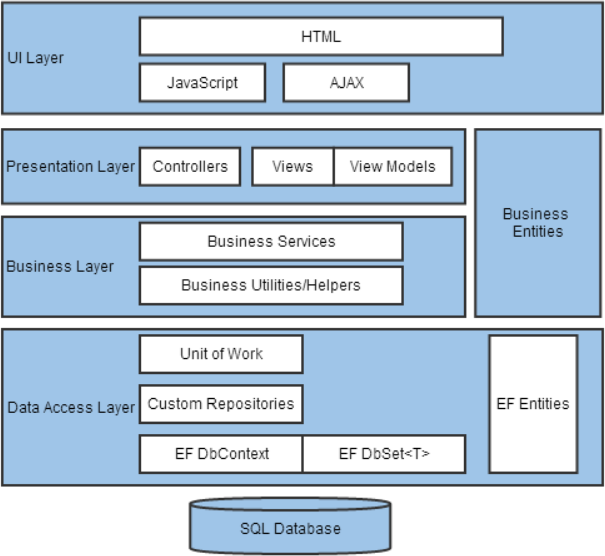 UI Layer
HTML
JavaScript
AJAX
Presentation Layer
Controllers
Views
View Models
Business
Entities
Business Layer
Business Services
Business Utilities/Helpers
Data Access Layer
Unit of Work
Custom Repositories
EF DbContext
EF DbSet<T>
EF Entities
SQL Database